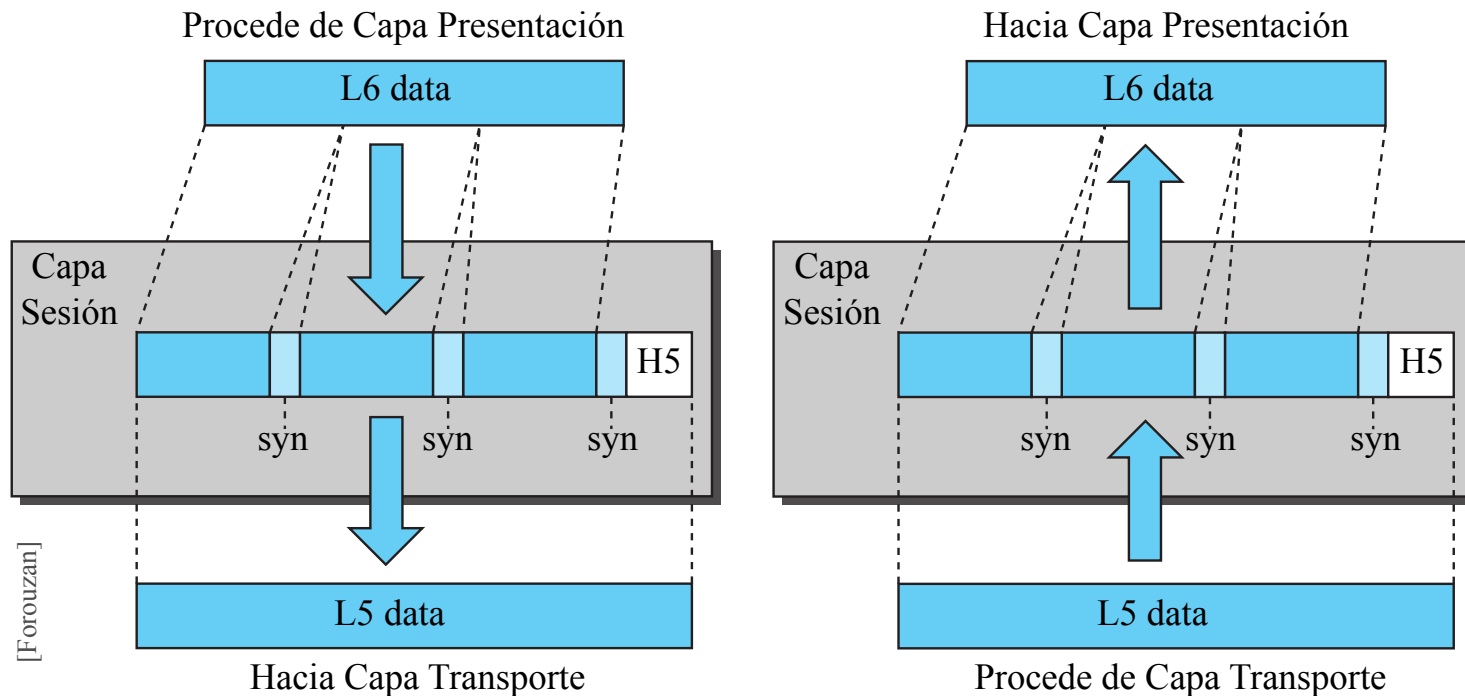 Procede de Capa Presentación
L6 data
Capa
Sesión
H5
syn
syn
syn
L5 data
Hacia Capa Transporte
[Forouzan]
Hacia Capa Presentación
L6 data
Capa
Sesión
H5
syn
syn
syn
L5 data
Procede de Capa Transporte